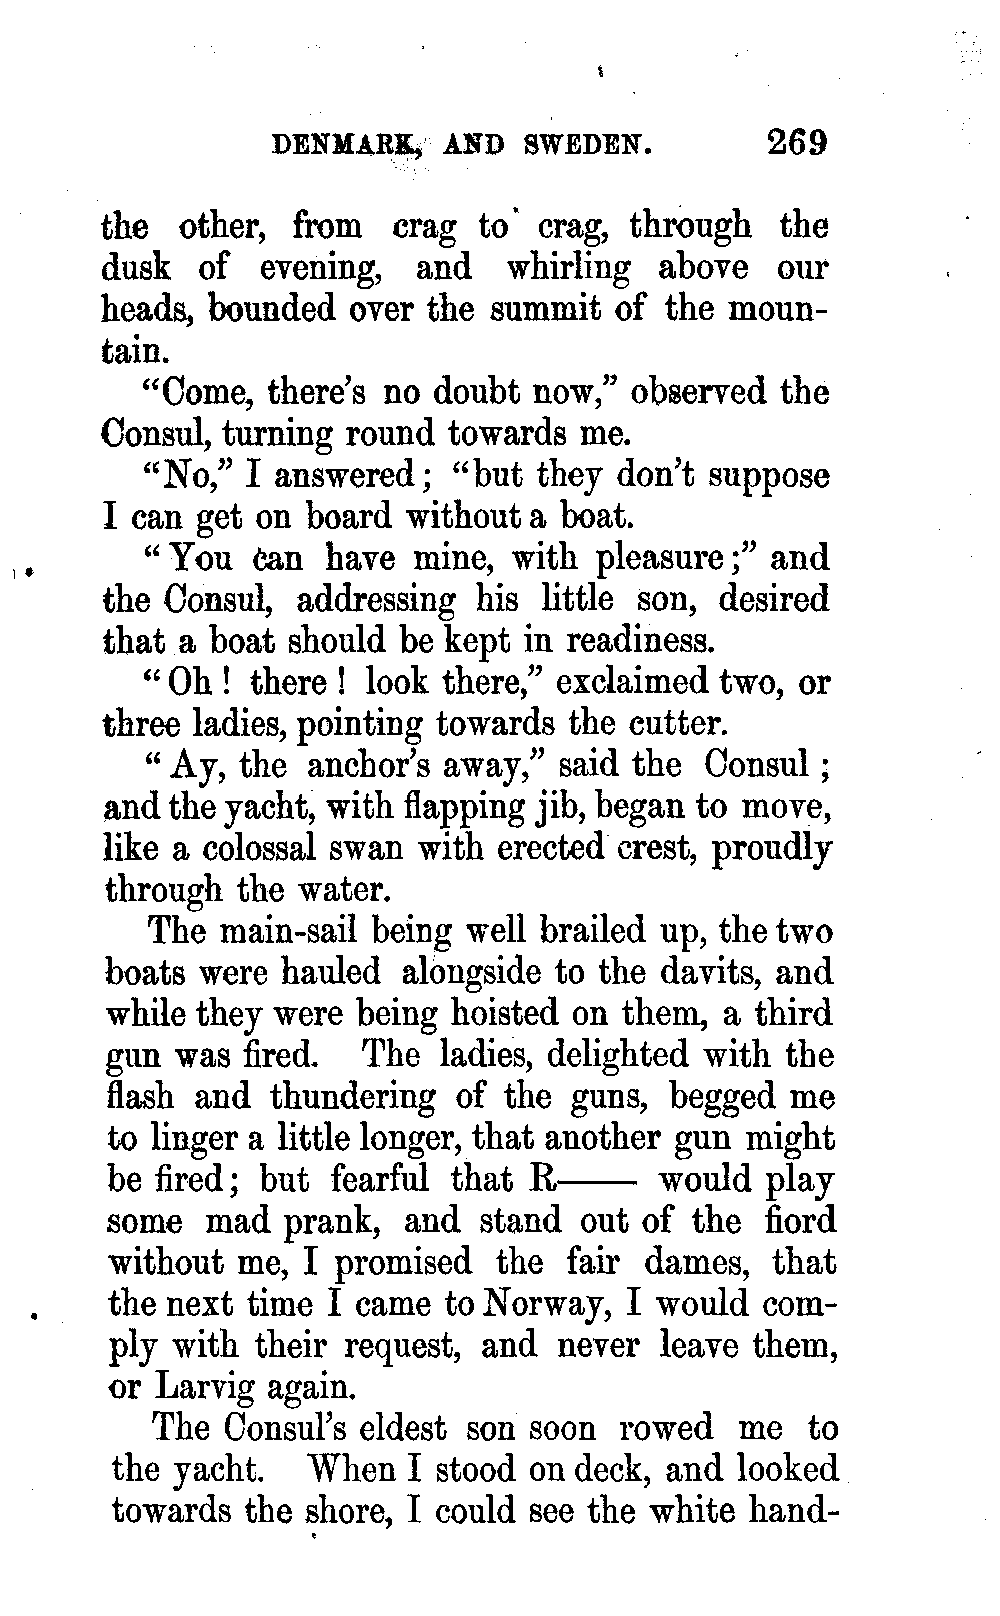 DENMARK, AND SWEDEN. 269
the other, from crag to crag, through the
dusk of evening, and whirling above our
heads, bounded over the summit of the moun-
tain.
“Come, there’s no doubt now,” observed the
Consul, turning round towards me.
“No,” I answered; “but they don’t suppose
I can get on board without a boat.
“You can have mine, with pleasure;” and
the Consul, addressing his little son, desired
that a boat should be kept in readiness.
“Oh! there! look there,” exclaimed two, or
three ladies, pointing towards the cutter.
“Ay, the anchor’s away,” said the Consul;
and the yacht, with flapping jib, began to move,
like a colossal swan with erected crest, proudly
through the water.
The main-sail being well brailed up, the two
boats were hauled alongside to the davits, and
while they were being hoisted on them, a third
gun was fired. The ladies, delighted with the
flash and thundering of the guns, begged me
to linger a little longer, that another gun might
be fired; but fearful that R—— would play
some mad prank, and stand out of the fiord
without me, I promised the fair dames, that
the next time I came to Norway, I would com-
ply with their request, and never leave them,
or Larvig again.
The Consul’s eldest son soon rowed me to
the yacht. When I stood on deck, and looked
towards the shore, I could see the white hand-